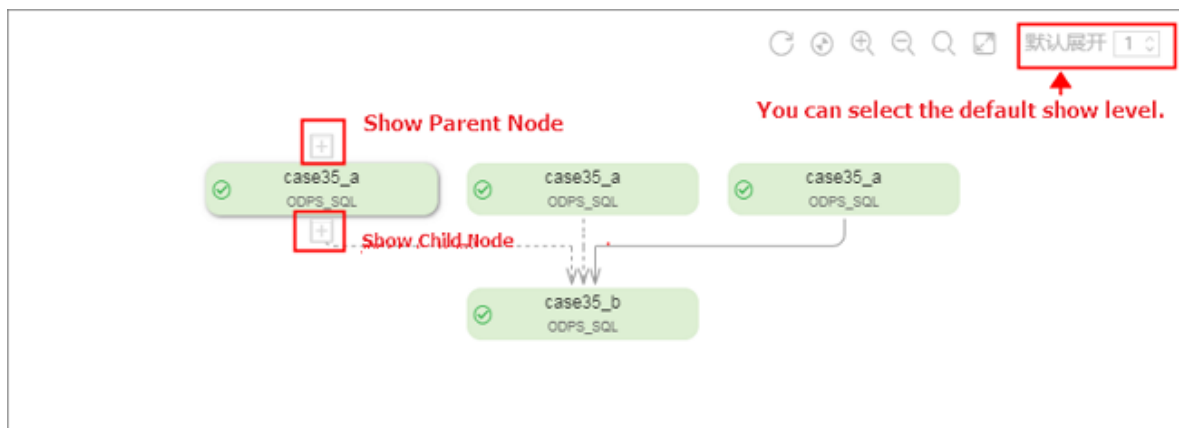 默认展开 1
You can select the default show level.
Show Parent Node
case35_a
ODPS_SQL
case35_a
ODPS_SQL
case35_a
ODPS_SQL
Show Child Node
case35_b
ODPS_SQL